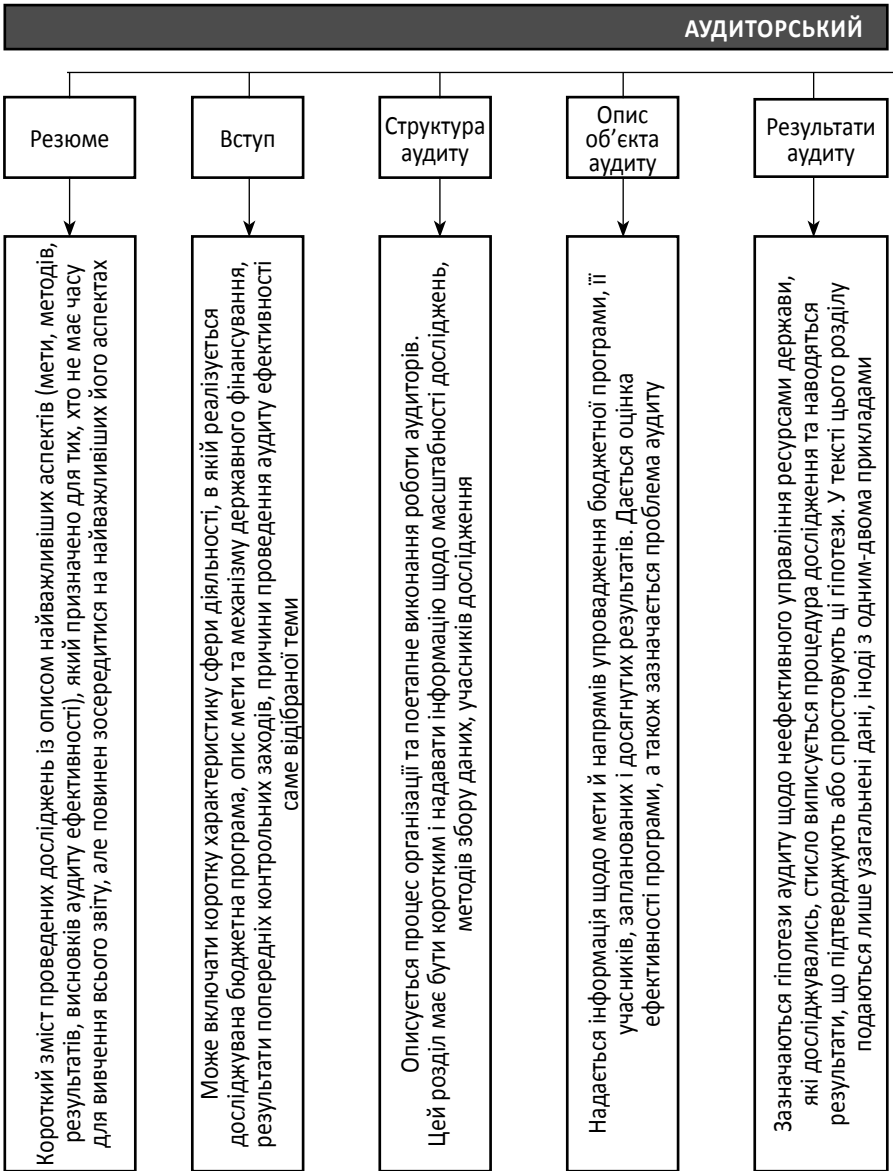 АУДИТОРСЬКИЙ
Резюме
Вступ
Структура
аудиту
Опис
об’єкта
аудиту
Результати
аудиту
Короткий зміст проведених досліджень із описом найважливіших аспектів (мети, методів,
результатів, висновків аудиту ефективності), який призначено для тих, хто не має часу
для вивчення всього звіту, але повинен зосередитися на найважливіших його аспектах
Може включати коротку характеристику сфери діяльності, в якій реалізується
досліджувана бюджетна програма, опис мети та механізму державного фінансування,
результати попередніх контрольних заходів, причини проведення аудиту ефективності
саме відібраної теми
Описується процес організації та поетапне виконання роботи аудиторів.
Цей розділ має бути коротким і надавати інформацію щодо масштабності досліджень,
методів збору даних, учасників дослідження
Надається інформація щодо мети й напрямів упровадження бюджетної програми, її
учасників, запланованих і досягнутих результатів. Дається оцінка
ефективності програми, а також зазначається проблема аудиту
Зазначаються гіпотези аудиту щодо неефективного управління ресурсами держави,
які досліджувались, стисло виписується процедура дослідження та наводяться
результати, що підтверджують або спростовують ці гіпотези. У тексті цього розділу
подаються лише узагальнені дані, іноді з одним-двома прикладами